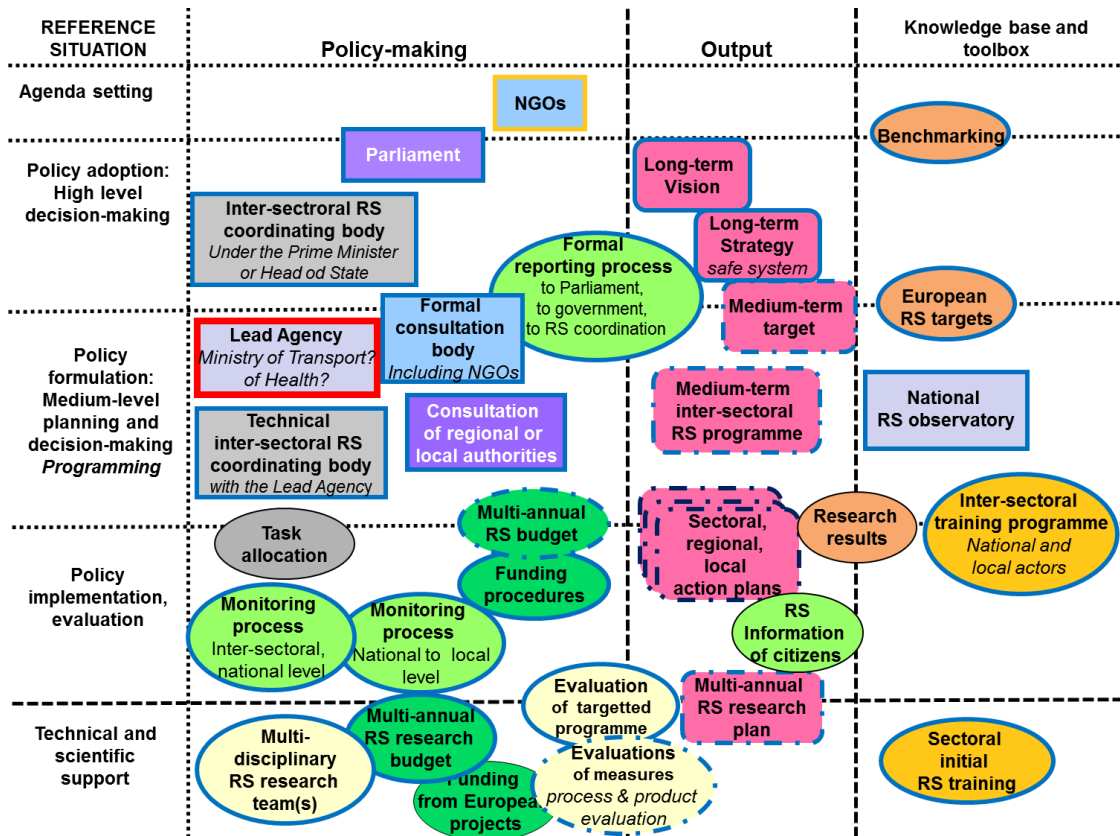 REFERENCE
SITUATION
Policy-making
Output
Knowledge base and
toolbox
Agenda setting
NGOs
Benchmarking
Policy adoption:
High level
decision-making
Parliament
Inter-sectroral RS
coordinating body
Under the Prime Minister
or Head od State
Formal
reporting process
to Parliament,
to government,
to RS coordination
Long-term
Vision
Long-term
Strategy
safe system
Medium-term
target
European
RS targets
Policy
formulation:
Medium-level
planning and
decision-making
Programming
Lead Agency
Ministry of Transport?
of Health?
Formal
consultation
body
Including NGOs
Technical
inter-sectoral RS
coordinating body
with the Lead Agency
Consultation
of regional or
local authorities
Medium-term
inter-sectoral
RS programme
National
RS observatory
Policy
implementation,
evaluation
Task
allocation
Multi-annual
RS budget
Funding
procedures
Monitoring
process
Inter-sectoral,
national level
Monitoring
process
National to local
level
Sectoral,
regional,
local
action plans
Research
results
Inter-sectoral
training programme
National and
local actors
RS
Information
of citizens
Technical and
scientific
support
Multi-
disciplinary
RS research
team(s)
Multi-annual
RS research
budget
Funding
from European
projects
Evaluation
of targetted
programme
Evaluations
of measures
process & product
evaluation
Multi-annual
RS research
plan
Sectoral
initial
RS training